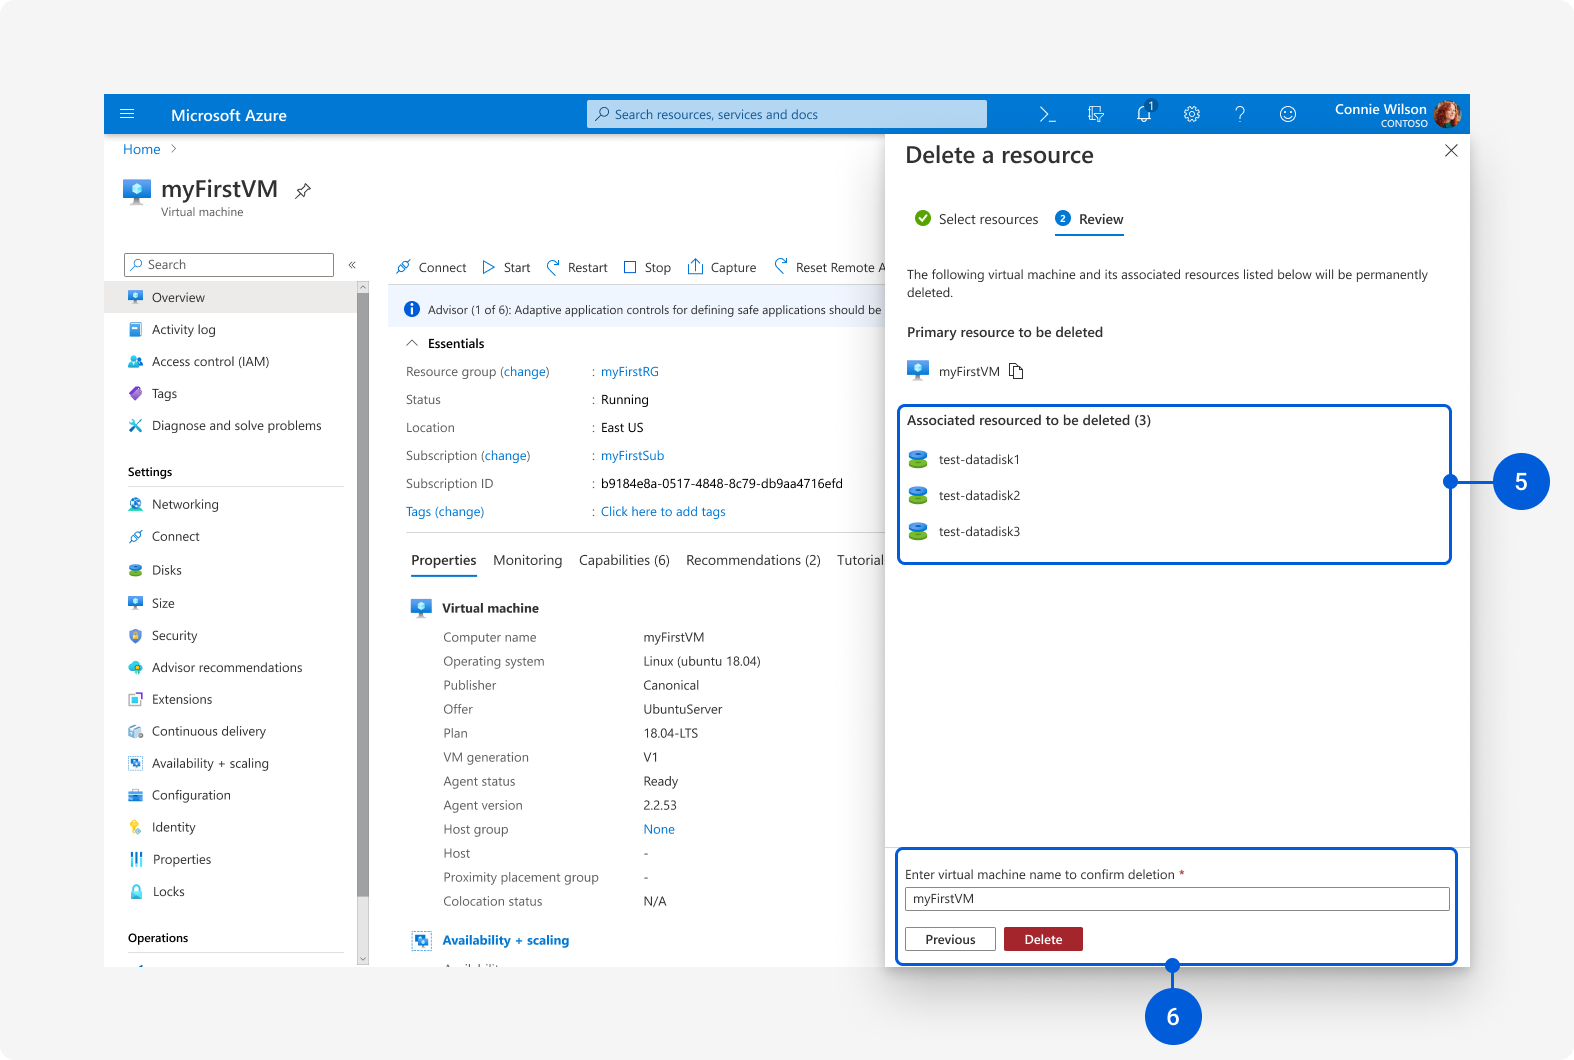 Microsoft Azure
Search resources, services and docs
1
Connie Wilson
CONTOSO
Home
myFirstVM
Virtual machine
Search
Overview
Activity log
Access control (IAM)
Tags
Diagnose and solve problems
Settings
Networking
Connect
Disks
Size
Security
Advisor recommendations
Extensions
Continuous delivery
Availability + scaling
Configuration
Identity
Properties
Locks
Operations
Connect Start Restart Stop Capture Reset Remote A
Advisor (1 of 6): Adaptive application controls for defining safe applications should be
Essentials
Resource group (change) : myFirstRG
Status : Running
Location : East US
Subscription (change) : myFirstSub
Subscription ID : b9184e8a-0517-4848-8c79-db9aa4716efd
Tags (change) : Click here to add tags
Properties Monitoring Capabilities (6) Recommendations (2) Tutorial
Virtual machine
Computer name myFirstVM
Operating system Linux (ubuntu 18.04)
Publisher Canonical
Offer UbuntuServer
Plan 18.04-LTS
VM generation V1
Agent status Ready
Agent version 2.2.53
Host group None
Host -
Proximity placement group -
Colocation status N/A
Availability + scaling
Delete a resource
Select resources 2 Review
The following virtual machine and its associated resources listed below will be permanently
deleted.
Primary resource to be deleted
myFirstVM
Associated resourced to be deleted (3)
test-datadisk1
test-datadisk2
test-datadisk3
5
Enter virtual machine name to confirm deletion *
myFirstVM
Previous Delete
6